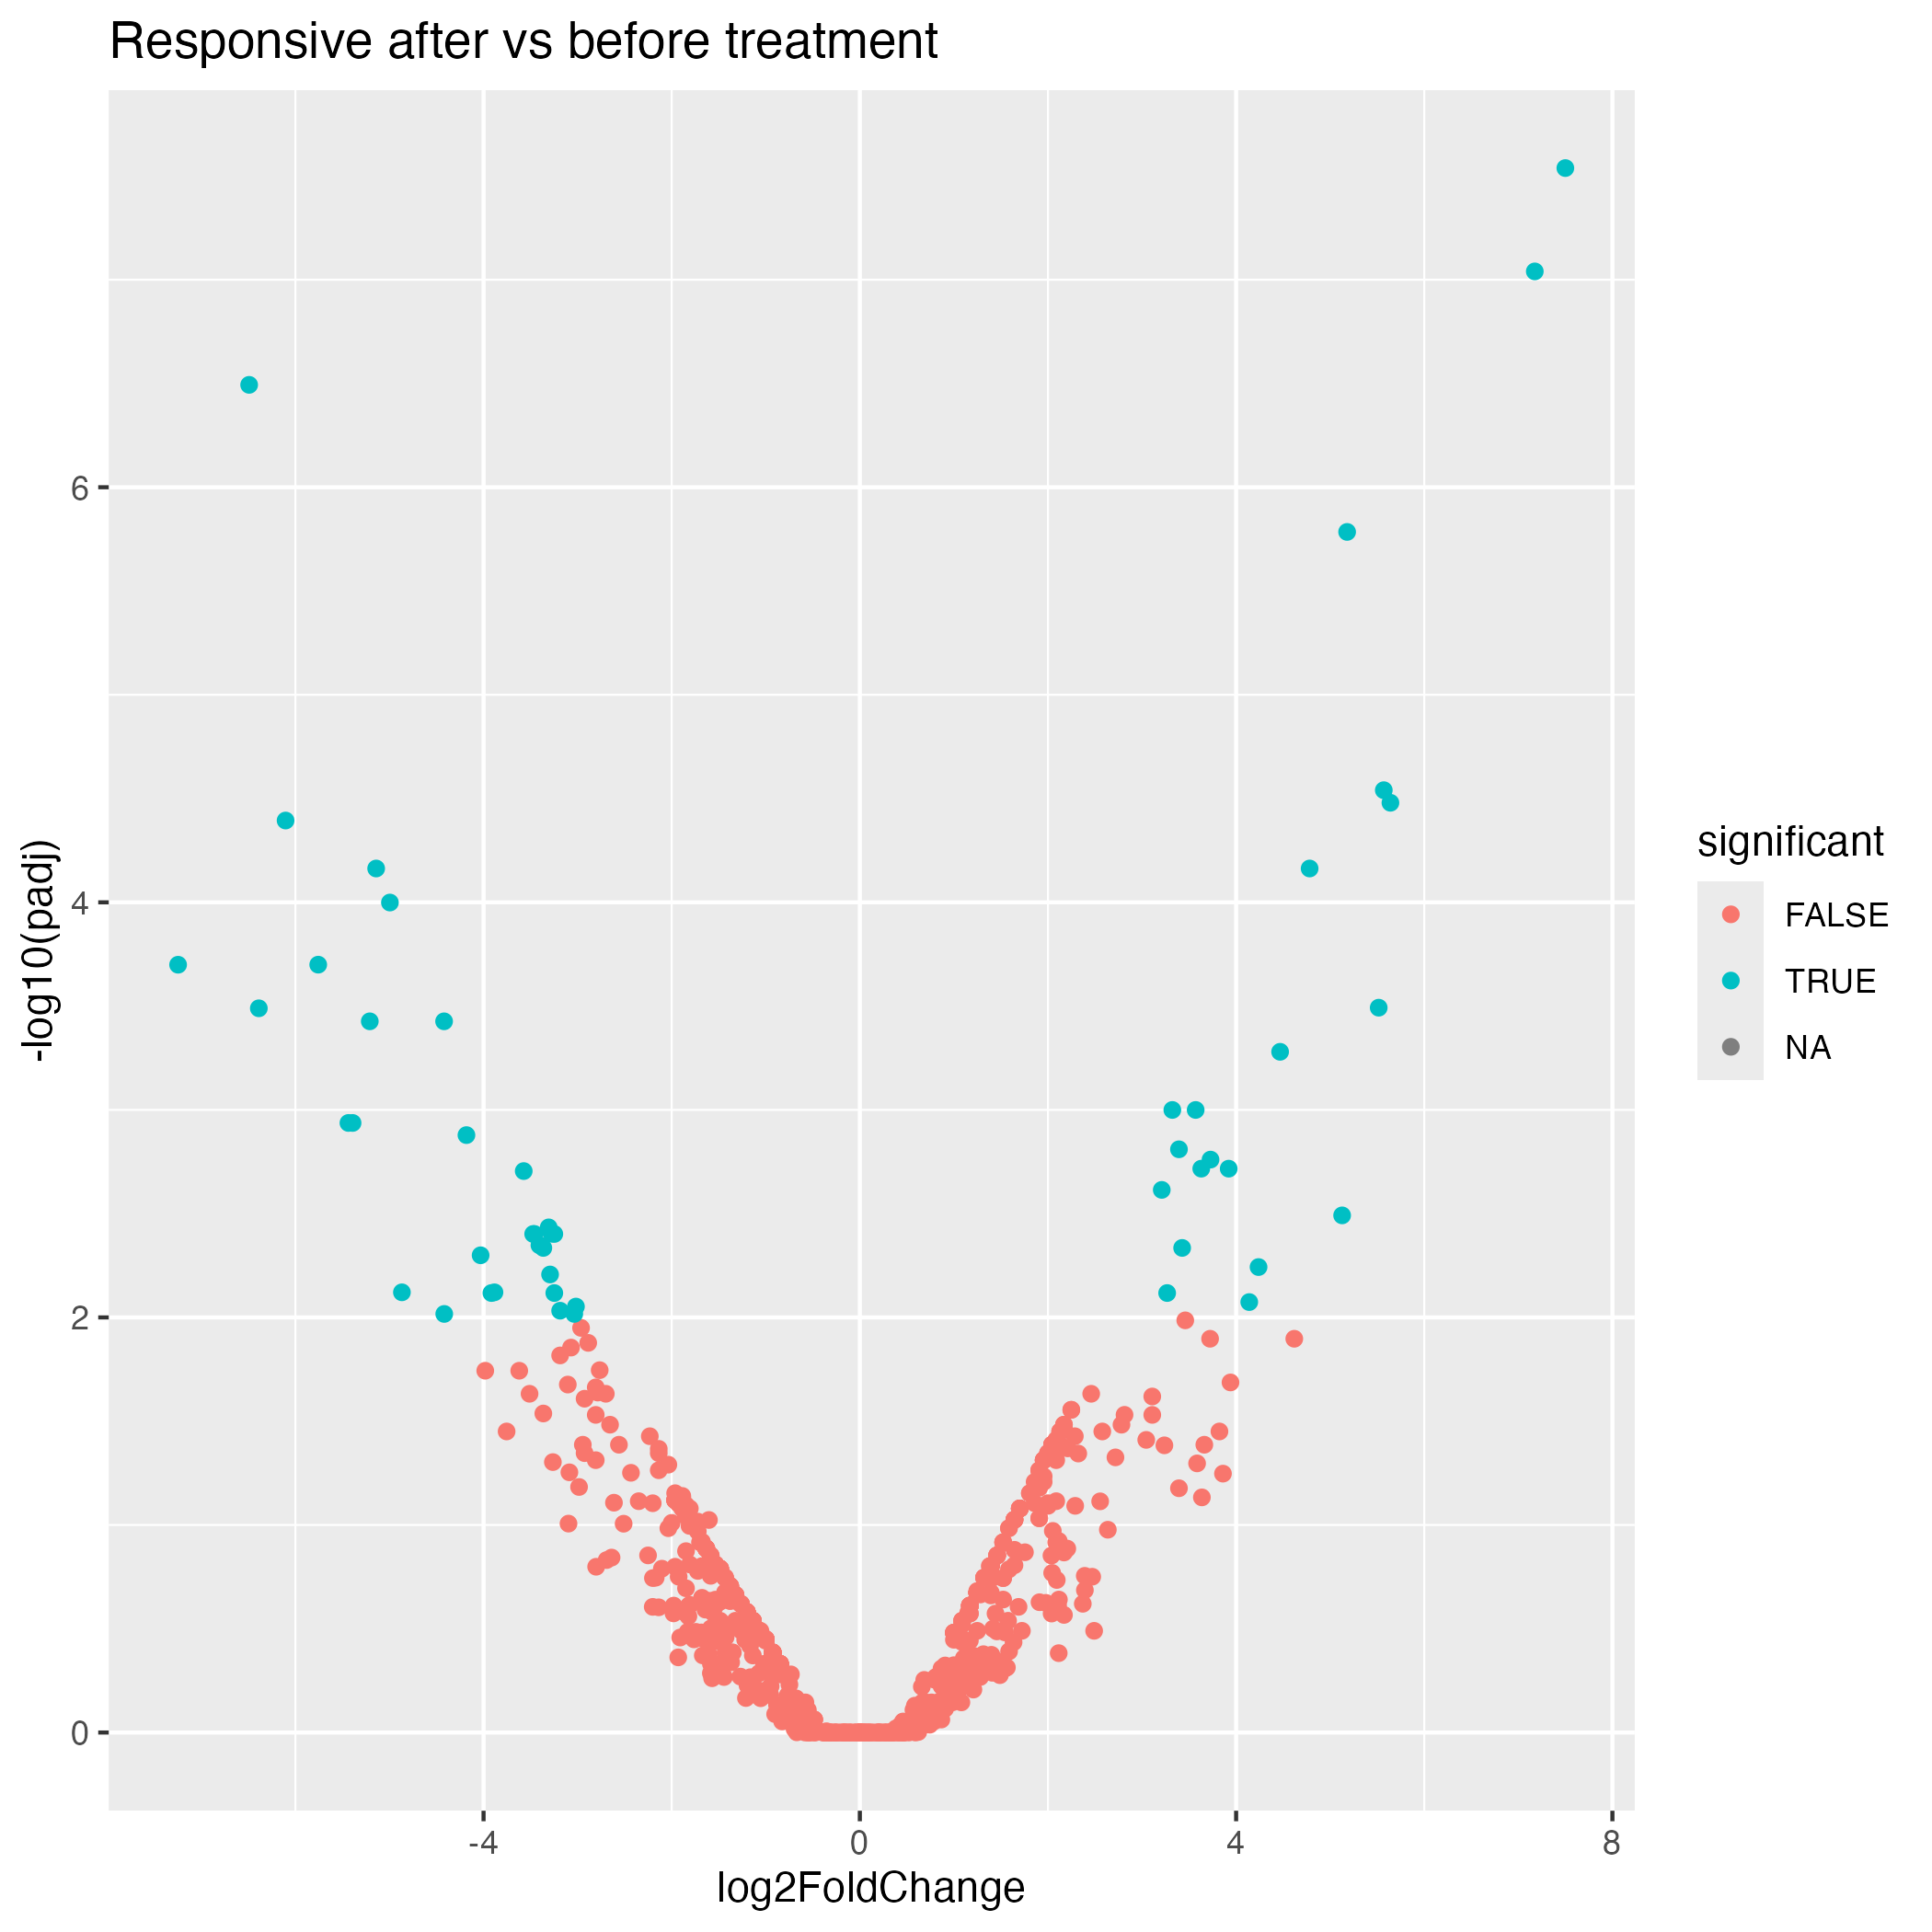 Responsive after vs before treatment
-log10(padj)
6
4
2
0
-4
0
4
8
log2FoldChange
significant
FALSE
TRUE
NA